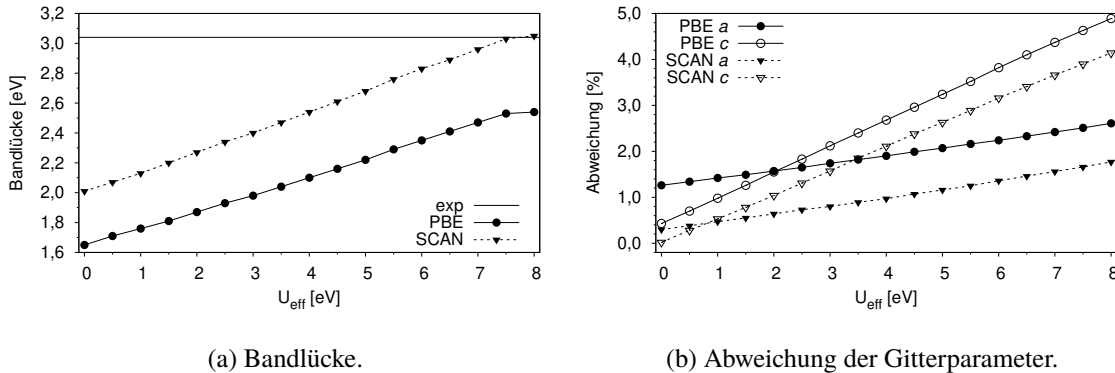 3,2
3,0
2,8
2,6
2,4
2,2
2,0
1,8
1,6
Bandlücke [eV]
exp
PBE
SCAN
0 1 2 3 4 5 6 7 8
U_eff [eV]
(a) Bandlücke.
5,0
4,0
3,0
2,0
1,0
0,0
Abweichung [%]
PBE a
PBE c
SCAN a
SCAN c
0 1 2 3 4 5 6 7 8
U_eff [eV]
(b) Abweichung der Gitterparameter.